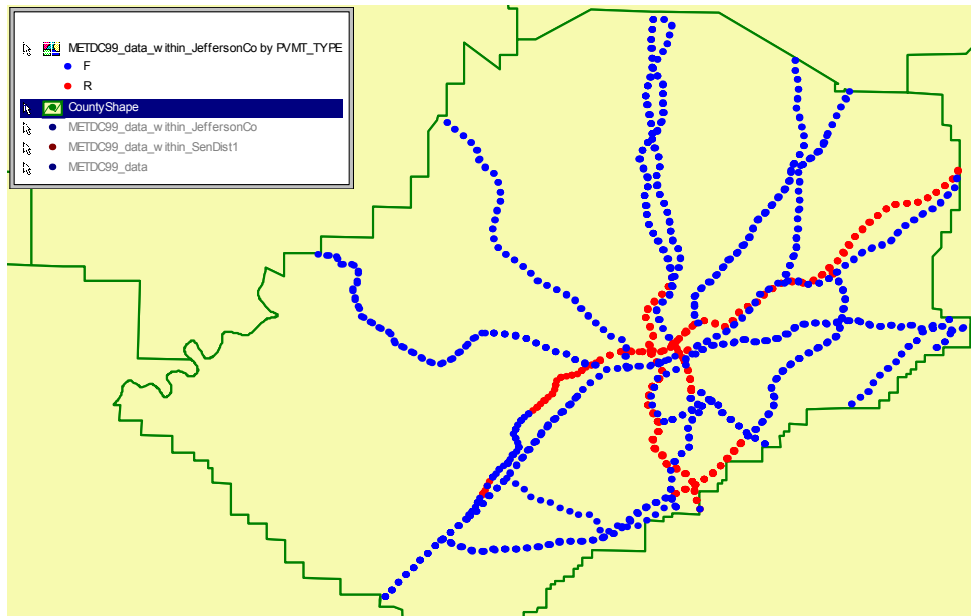 METDC99_data_within_JeffersonCo by PVMT_TYPE
F
R
CountyShape
METDC99_data_within_JeffersonCo
METDC99_data_within_SenDist1
METDC99_data